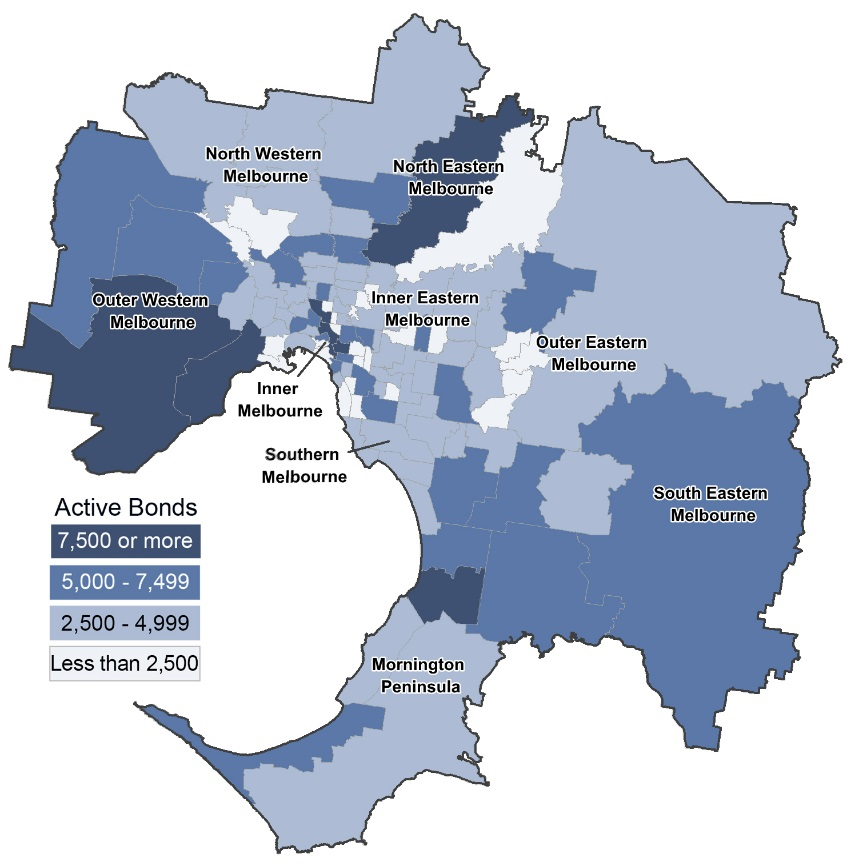 North Western
Melbourne
North Eastern
Melbourne
Outer Western
Melbourne
Inner Eastern
Melbourne
Outer Eastern
Melbourne
Inner
Melbourne
Southern
Melbourne
South Eastern
Melbourne
Active Bonds
7,500 or more
5,000 - 7,499
2,500 - 4,999
Less than 2,500
Mornington
Peninsula